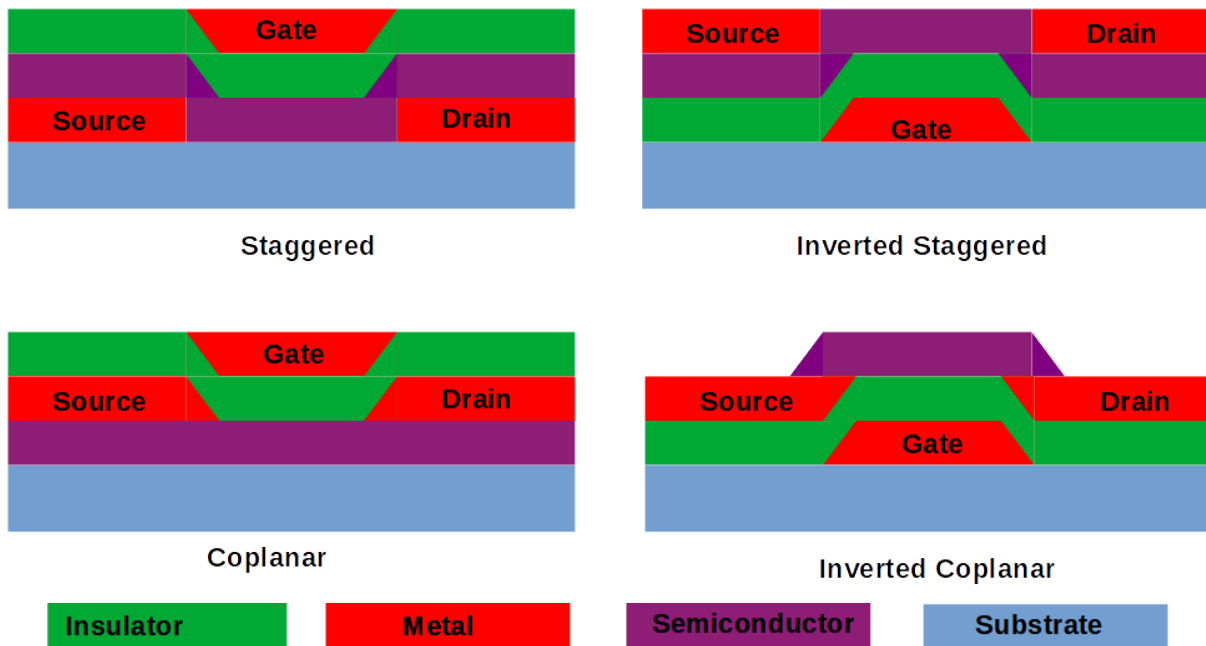 Gate
Source Drain
Staggered
Source Drain
Gate
Inverted Staggered
Gate
Source Drain
Coplanar
Source Drain
Gate
Inverted Coplanar
Insulator Metal Semiconductor Substrate